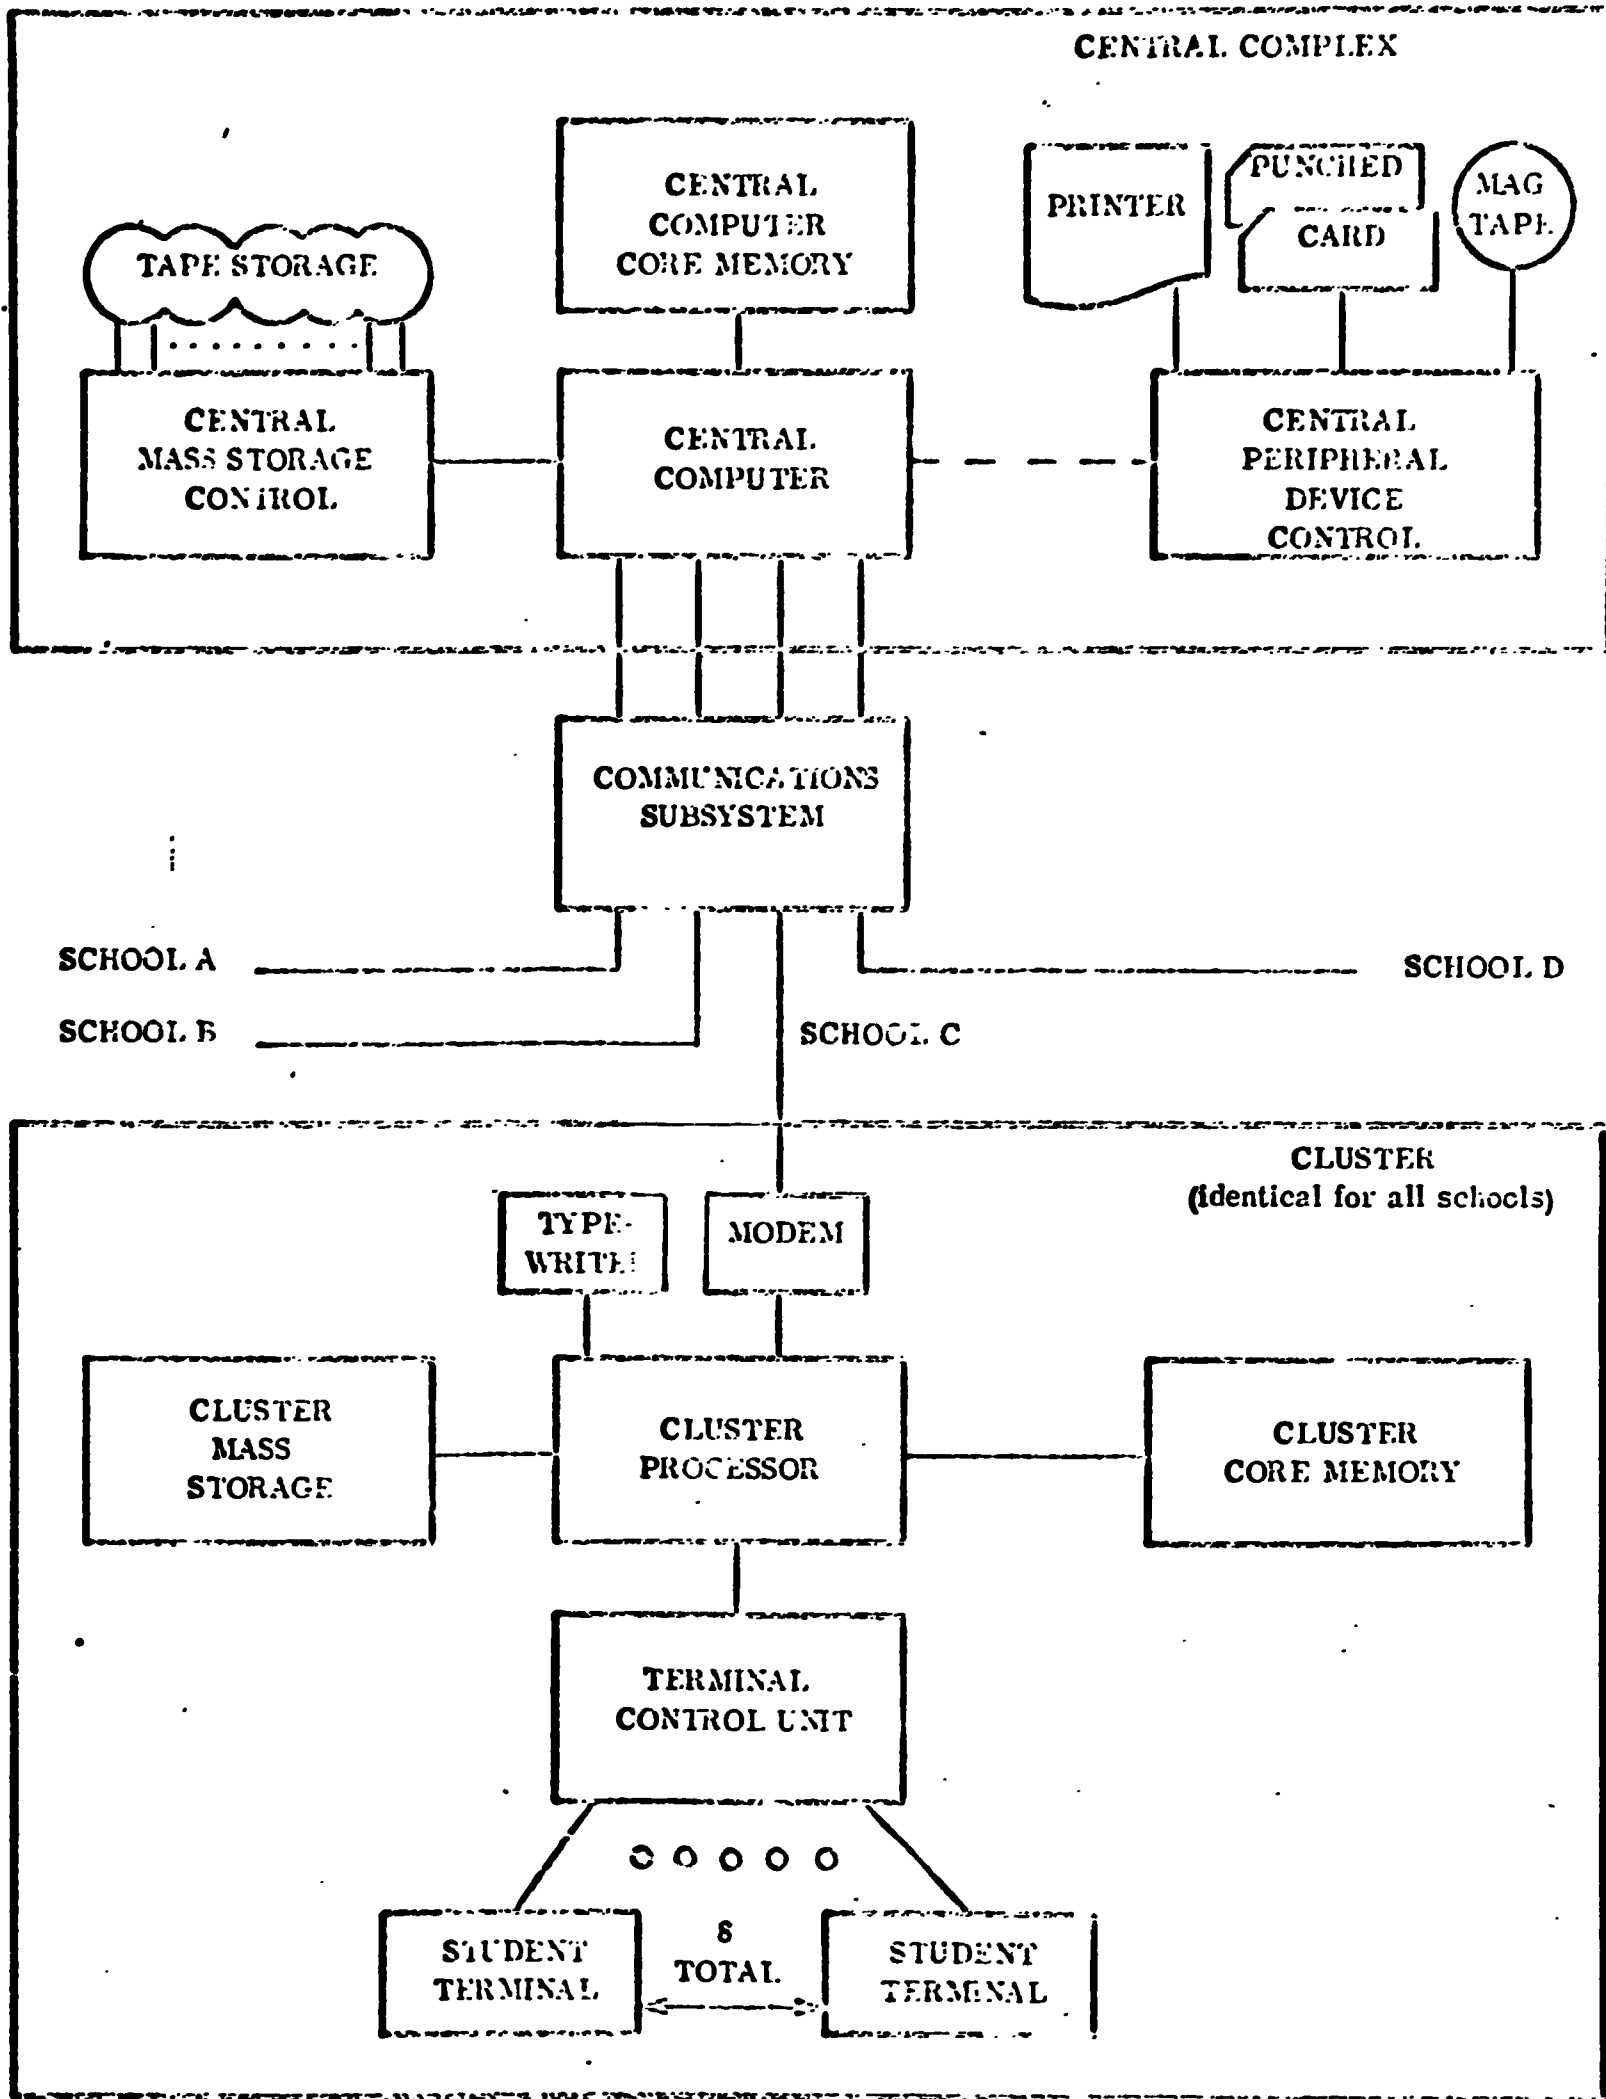 CENTRAL COMPLEX
TAPE STORAGE
CENTRAL
COMPUTER
CORE MEMORY
PRINTER
PUNCHED
CARD
MAG
TAPE
CENTRAL
MASS STORAGE
CONTROL
CENTRAL
COMPUTER
CENTRAL
PERIPHERAL
DEVICE
CONTROL
COMMUNICATIONS
SUBSYSTEM
SCHOOL A
SCHOOL D
SCHOOL B
SCHOOL C
CLUSTER
(identical for all schools)
TYPE-
WRITE
MODEM
CLUSTER
MASS
STORAGE
CLUSTER
PROCESSOR
CLUSTER
CORE MEMORY
TERMINAL
CONTROL UNIT
STUDENT
TERMINAL
8
TOTAL
STUDENT
TERMINAL